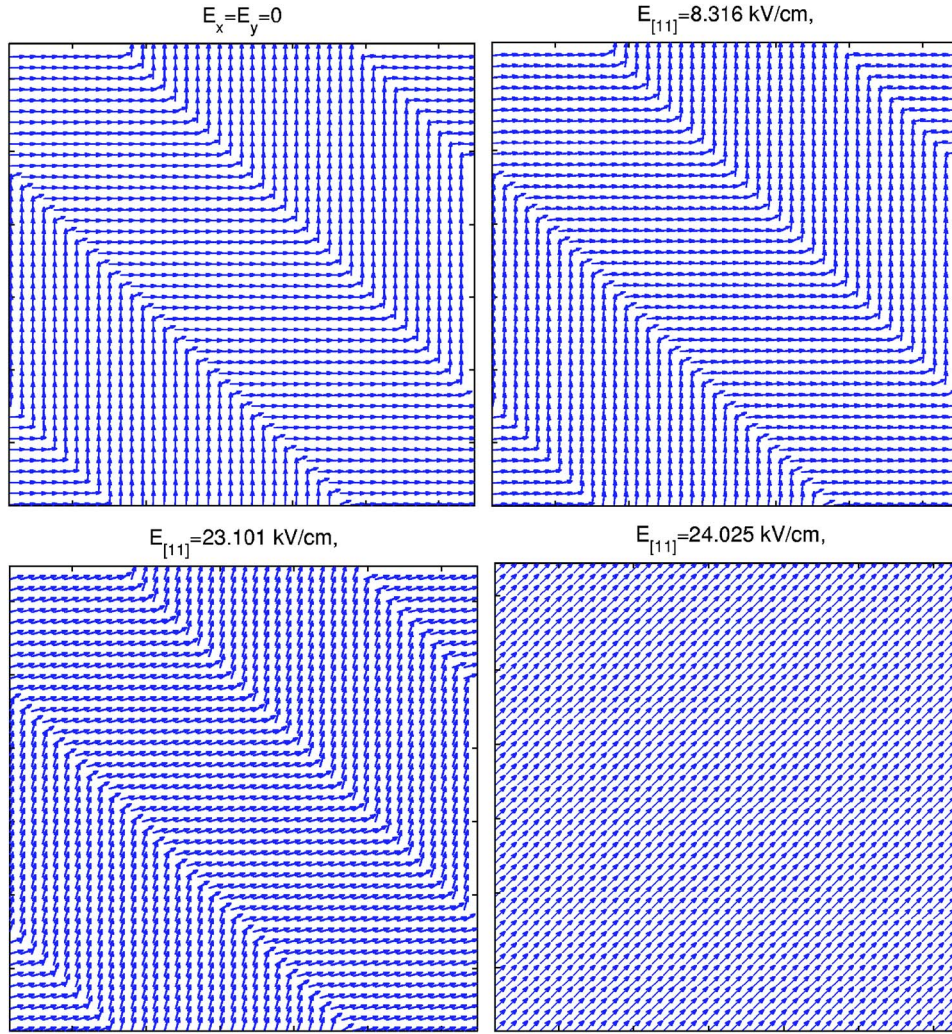 E_x=E_y=0
E_[11]=8.316 kV/cm,
E_[11]=23.101 kV/cm,
E_[11]=24.025 kV/cm,